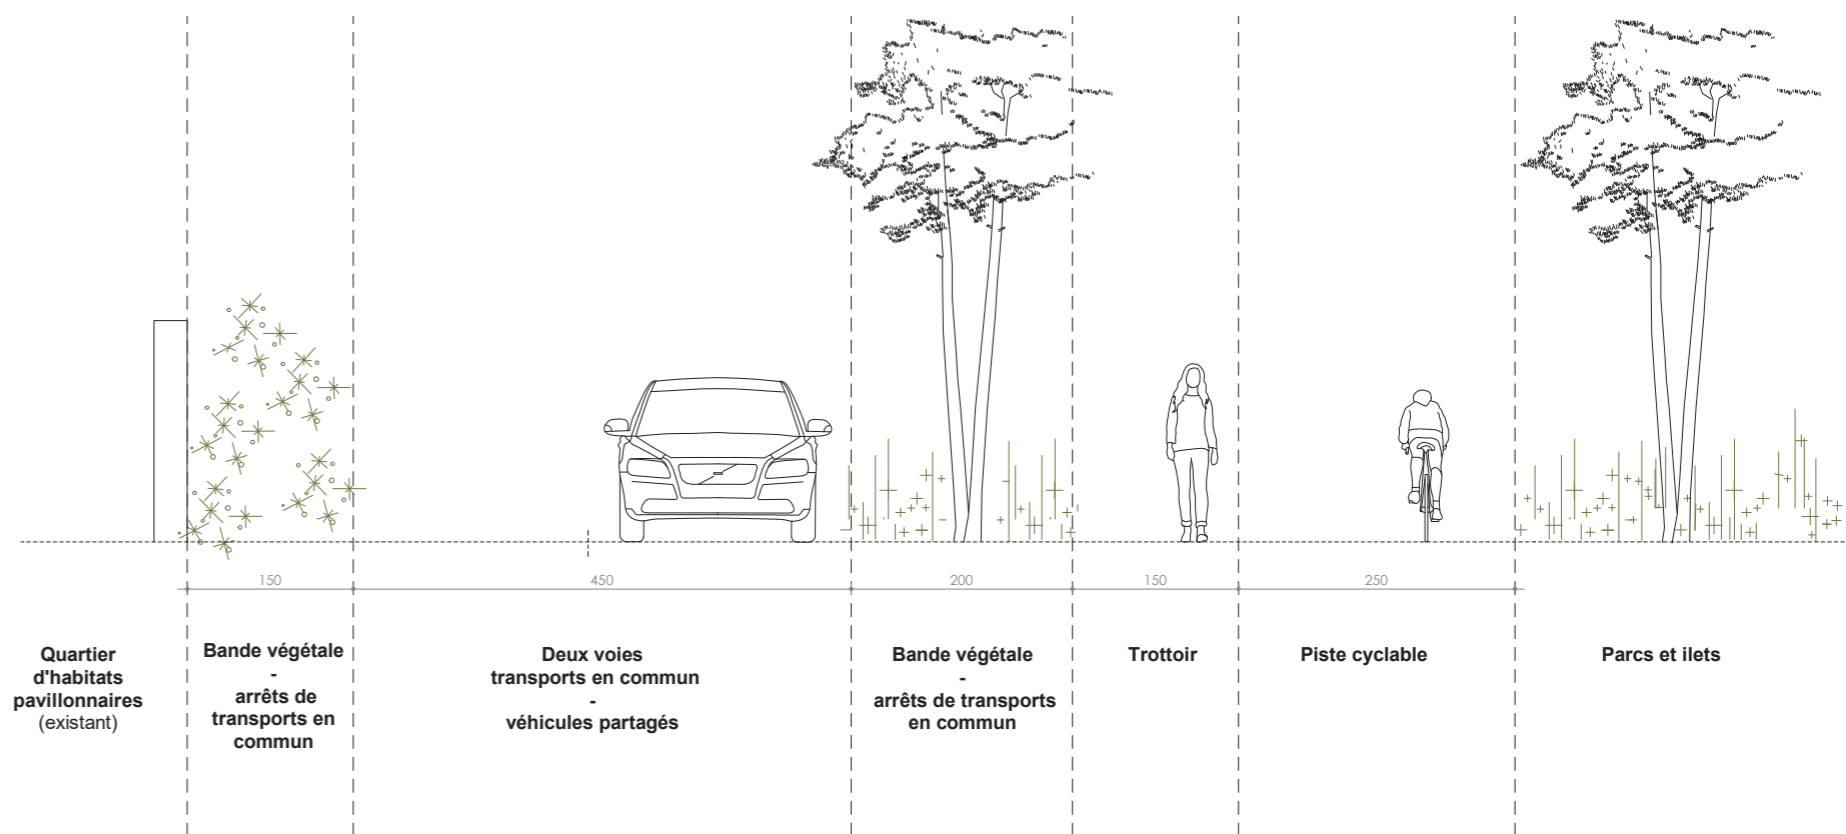 150
450
200
150
250
Quartier
d'habitats
pavillonnaires
(existant)
Bande végétale
-
arrêts de
transports en
commun
Deux voies
transports en commun
-
véhicules partagés
Bande végétale
-
arrêts de transports
en commun
Trottoir
Piste cyclable
Parcs et ilets